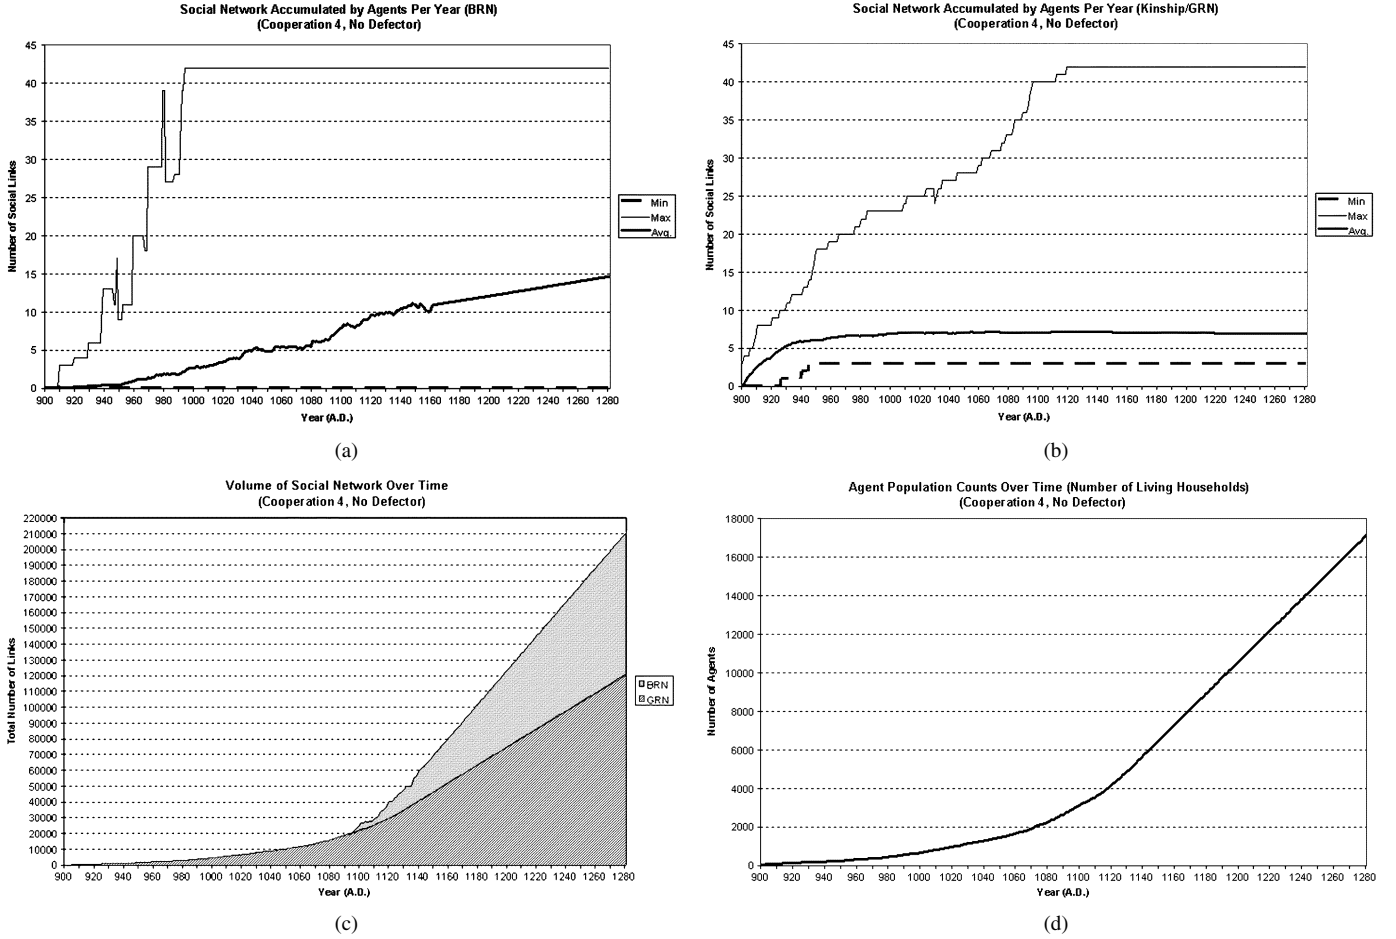 Social Network Accumulated by Agents Per Year (BRN)
(Cooperation 4, No Defector)
45
40
35
30
25
20
15
10
5
0
Number of Social Links
900 920 940 960 980 1000 1020 1040 1060 1080 1100 1120 1140 1160 1180 1200 1220 1240 1260 1280
Year (A.D.)
Min
Max
Avg.
(a)
Social Network Accumulated by Agents Per Year (Kinship/GRN)
(Cooperation 4, No Defector)
45
40
35
30
25
20
15
10
5
0
Number of Social Links
900 920 940 960 980 1000 1020 1040 1060 1080 1100 1120 1140 1160 1180 1200 1220 1240 1260 1280
Year (A.D.)
Min
Max
Avg.
(b)
Volume of Social Network Over Time
(Cooperation 4, No Defector)
220000
210000
200000
190000
180000
170000
160000
150000
140000
130000
120000
110000
100000
90000
80000
70000
60000
50000
40000
30000
20000
10000
0
Total Number of Links
900 920 940 960 980 1000 1020 1040 1060 1080 1100 1120 1140 1160 1180 1200 1220 1240 1260 1280
Year (A.D.)
BRN
GRN
(c)
Agent Population Counts Over Time (Number of Living Households)
(Cooperation 4, No Defector)
18000
16000
14000
12000
10000
8000
6000
4000
2000
0
Number of Agents
900 920 940 960 980 1000 1020 1040 1060 1080 1100 1120 1140 1160 1180 1200 1220 1240 1260 1280
Year (A.D.)
(d)